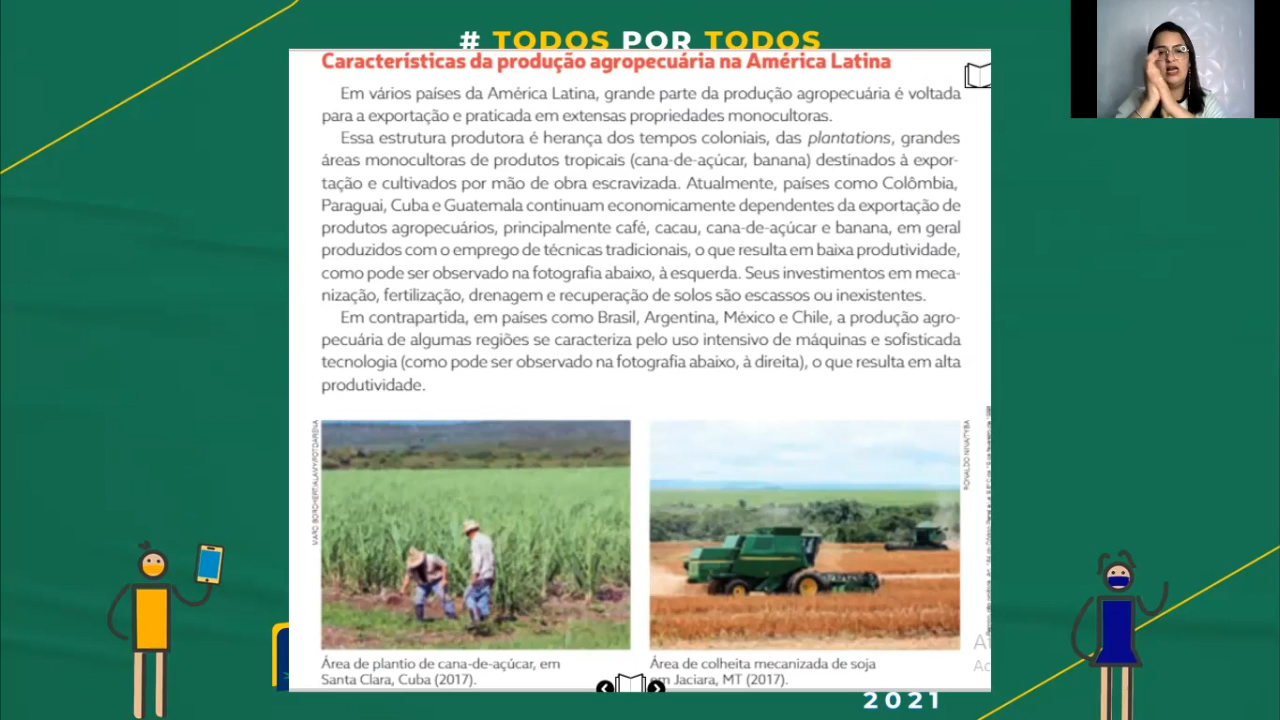 # TODOS POR TODOS
Características da produção agropecuária na América Latina
Em vários países da América Latina, grande parte da produção agropecuária é voltada
para a exportação e praticada em extensas propriedades monocultoras.
Essa estrutura produtora é herança dos tempos coloniais, das plantations, grandes
áreas monocultoras de produtos tropicais (cana-de-açúcar, banana) destinados à expor-
tação e cultivados por mão de obra escravizada. Atualmente, países como Colômbia,
Paraguai, Cuba e Guatemala continuam economicamente dependentes da exportação de
produtos agropecuários, principalmente café, cacau, cana-de-açúcar e banana, em geral
produzidos com o emprego de técnicas tradicionais, o que resulta em baixa produtividade,
como pode ser observado na fotografia abaixo, à esquerda. Seus investimentos em meca-
nização, fertilização, drenagem e recuperação de solos são escassos ou inexistentes.
Em contrapartida, em países como Brasil, Argentina, México e Chile, a produção agro-
pecuária de algumas regiões se caracteriza pelo uso intensivo de máquinas e sofisticada
tecnologia (como pode ser observado na fotografia abaixo, à direita), o que resulta em alta
produtividade.
MARC BORCHERT/ALAMY/FOTOARENA
RONALDO NINA/TYBA
Área de plantio de cana-de-açúcar, em
Santa Clara, Cuba (2017).
Área de colheita mecanizada de soja
em Jaciara, MT (2017).
2021